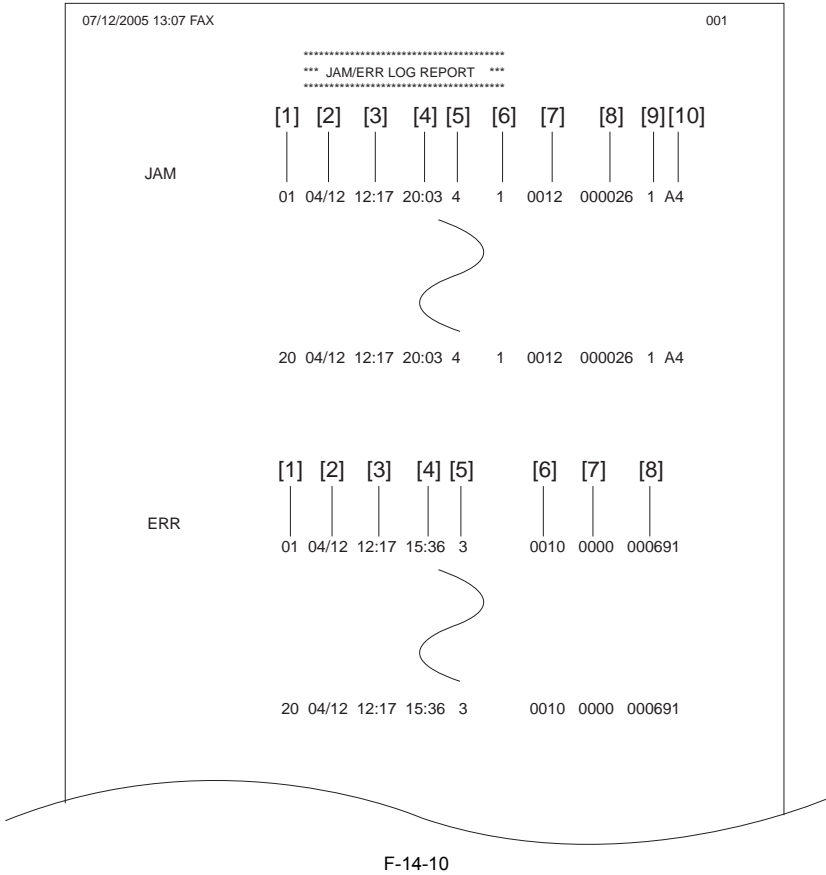 07/12/2005 13:07 FAX 001
***************************************
*** JAM/ERR LOG REPORT ***
***************************************
[1] [2] [3] [4] [5] [6] [7] [8] [9] [10]
JAM
01 04/12 12:17 20:03 4 1 0012 000026 1 A4
20 04/12 12:17 20:03 4 1 0012 000026 1 A4
[1] [2] [3] [4] [5] [6] [7] [8]
ERR
01 04/12 12:17 15:36 3 0010 0000 000691
20 04/12 12:17 15:36 3 0010 0000 000691
F-14-10